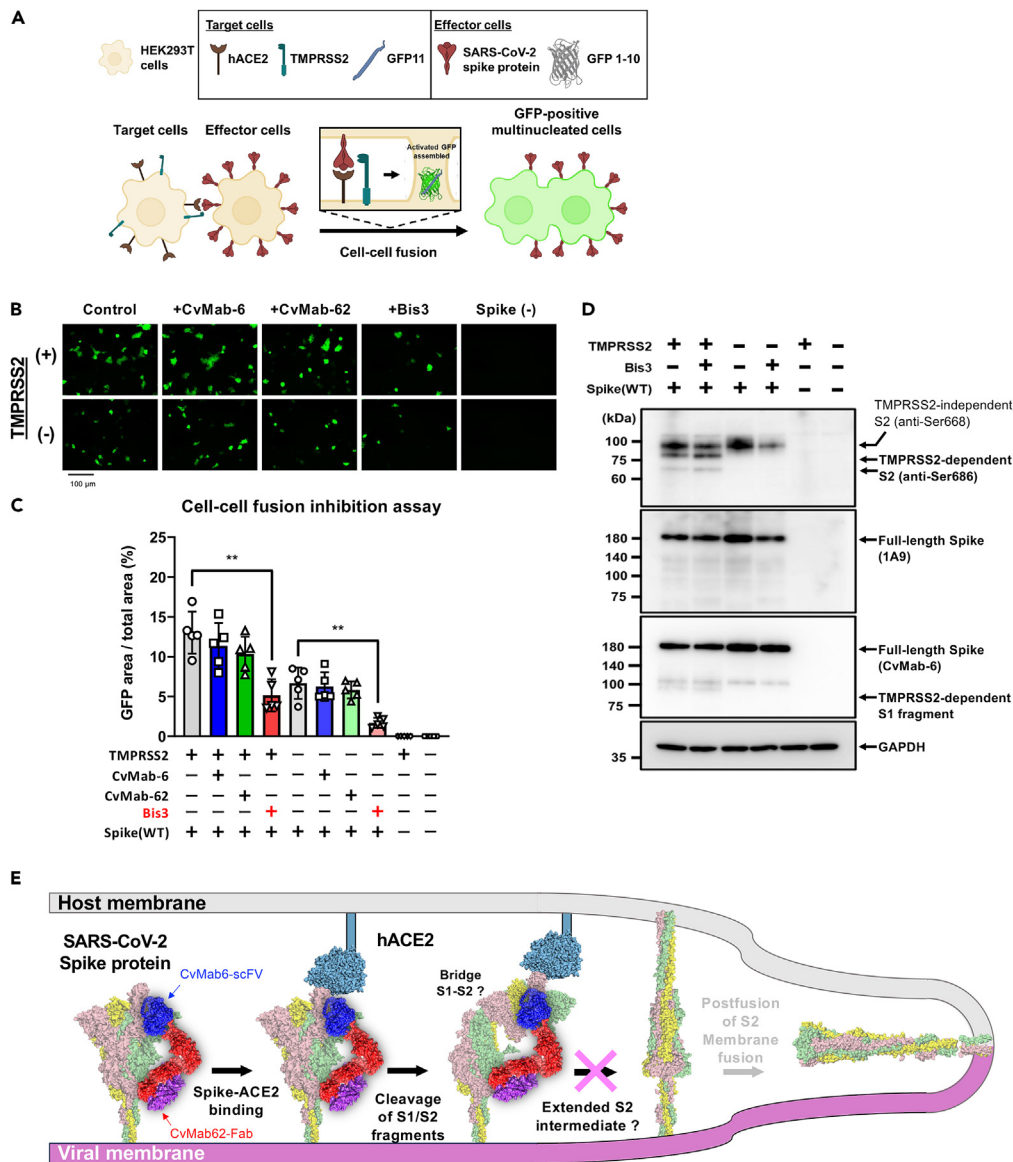 A
HEK293T
cells
Target cells
hACE2
TMPRSS2
GFP11
Effector cells
SARS-CoV-2
spike protein
GFP 1-10
Target cells
Effector cells
Activated GFP
assembled
Cell-cell fusion
GFP-positive
multinucleated cells
B
Control
+CvMab-6
+CvMab-62
+Bis3
Spike (-)
TMPRSS2
(+)
(-)
100 μm
C
Cell-cell fusion inhibition assay
GFP area / total area (%)
25
20
15
10
5
0
**
**
TMPRSS2 + + + + − − − − + −
CvMab-6 − + − − − + − − − −
CvMab-62 − − + − − − + − − −
Bis3 − − − + − − − + − −
Spike(WT) + + + + + + + + − −
D
TMPRSS2 + + − − + −
Bis3 − + − + − −
Spike(WT) + + + + − −
(kDa)
100
75
60
TMPRSS2-independent
S2 (anti-Ser668)
TMPRSS2-dependent
S2 (anti-Ser686)
180
140
100
75
Full-length Spike
(1A9)
180
140
100
75
Full-length Spike
(CvMab-6)
TMPRSS2-dependent
S1 fragment
35
GAPDH
E
Host membrane
SARS-CoV-2
Spike protein
CvMab6-scFV
CvMab62-Fab
Spike-ACE2
binding
hACE2
Cleavage
of S1/S2
fragments
Bridge
S1-S2 ?
Extended S2
intermediate ?
Postfusion
of S2
Membrane
fusion
Viral membrane